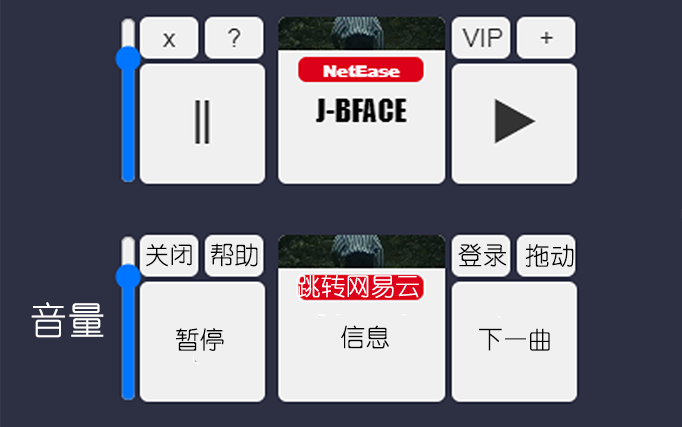 x ? VIP +
NetEase
J-BFACE
关闭 帮助 登录 拖动
跳转网易云
音量
暂停 信息 下一曲